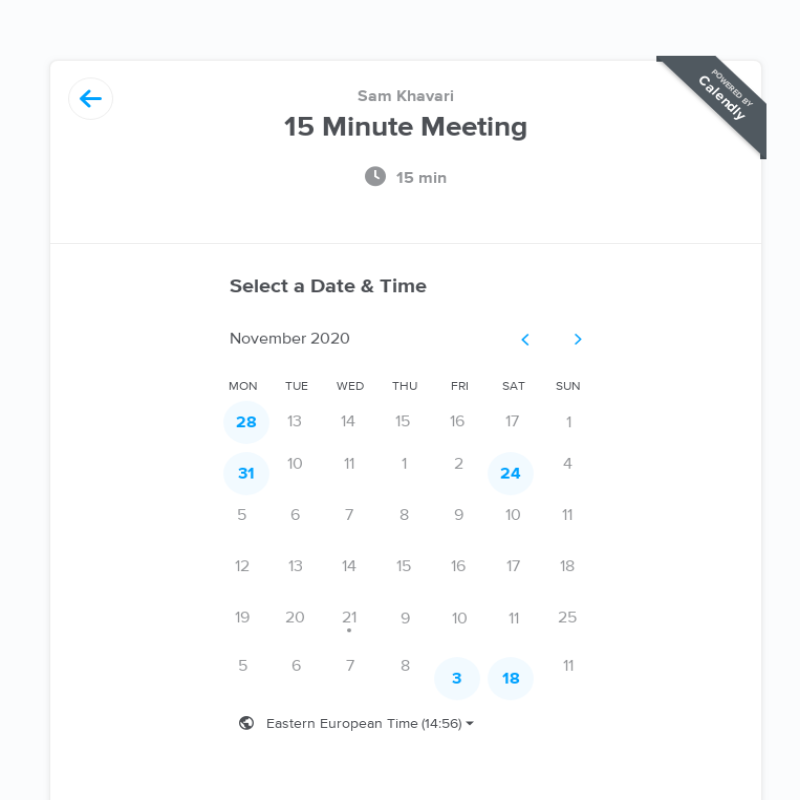 POWERED BY
Calendly
Sam Khavari
15 Minute Meeting
15 min
Select a Date & Time
November 2020
MON TUE WED THU FRI SAT SUN
28 13 14 15 16 17 1
31 10 11 1 2 24 4
5 6 7 8 9 10 11
12 13 14 15 16 17 18
19 20 21 9 10 11 25
5 6 7 8 3 18 11
Eastern European Time (14:56)